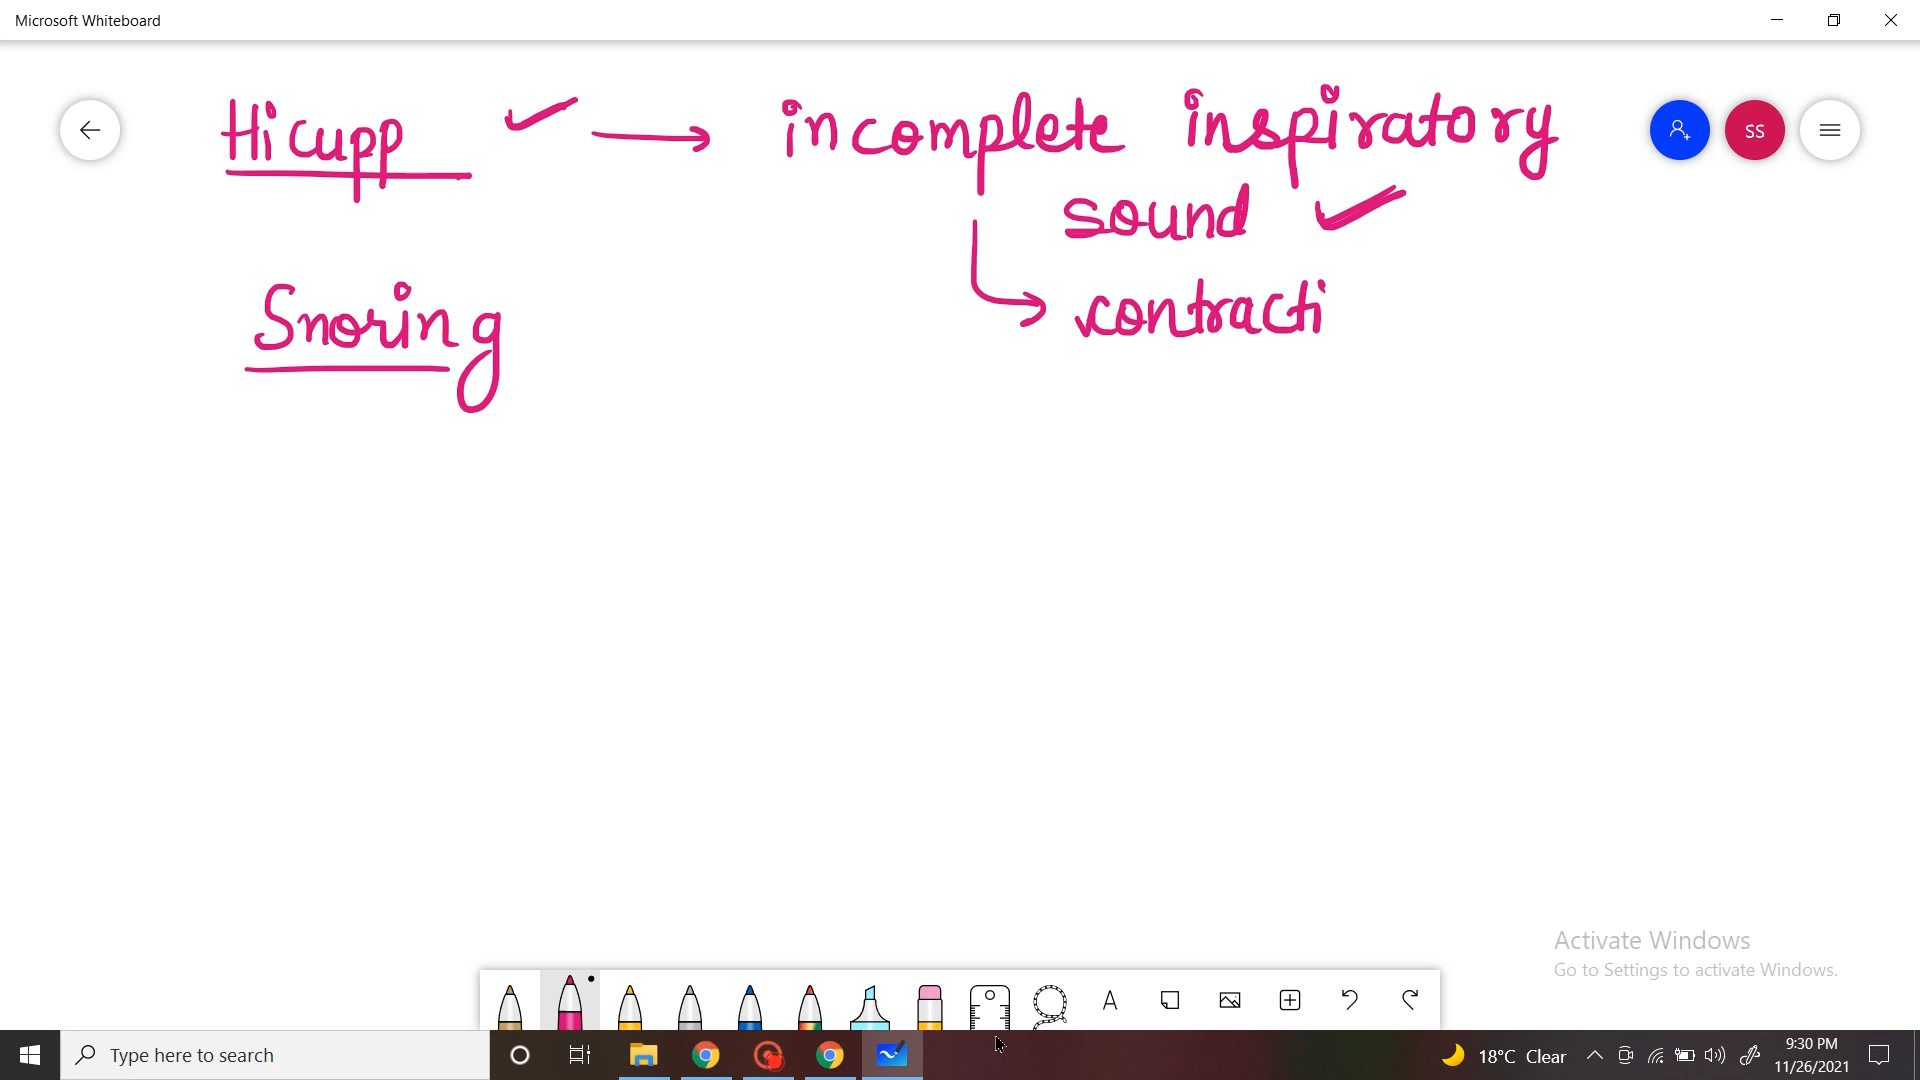 Microsoft Whiteboard
Hicupp → incomplete inspiratory
SS
sound
Snoring
contracti
Activate Windows
Go to Settings to activate Windows.
A
Type here to search
18°C Clear
9:30 PM
11/26/2021